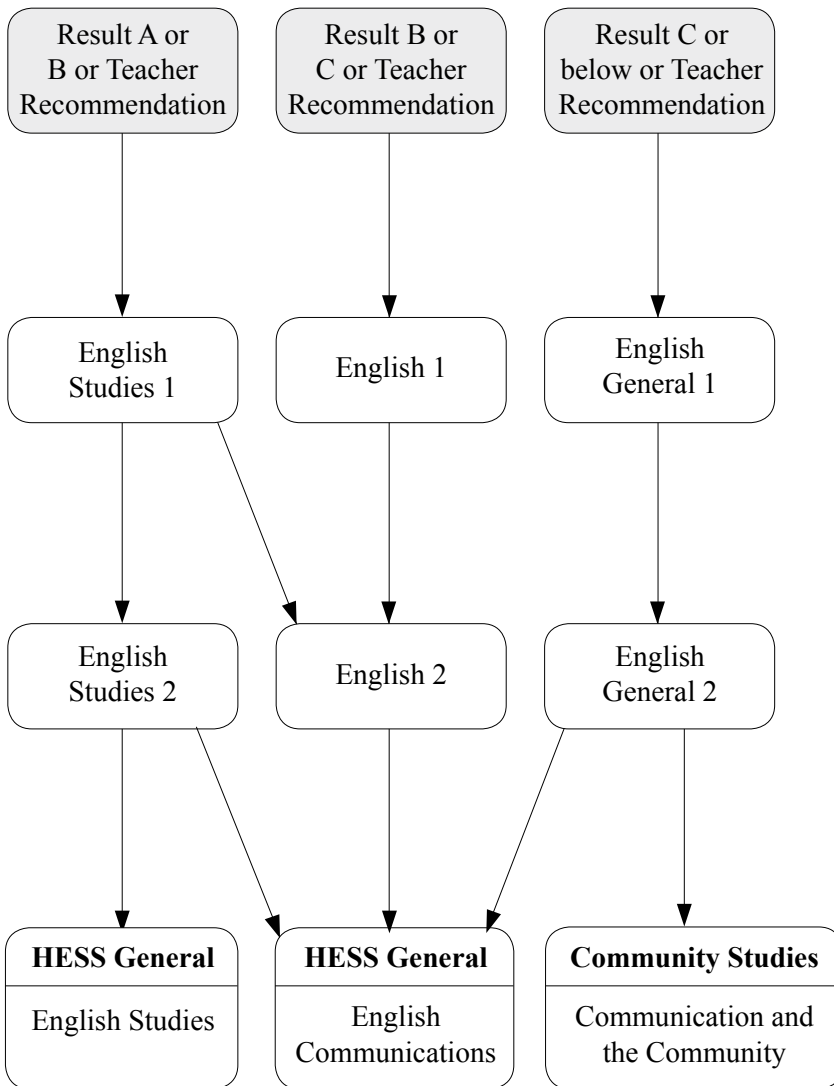 Result A or
B or Teacher
Recommendation
Result B or
C or Teacher
Recommendation
Result C or
below or Teacher
Recommendation
English
Studies 1
English 1
English
General 1
English
Studies 2
English 2
English
General 2
HESS General
English Studies
HESS General
English
Communications
Community Studies
Communication and
the Community